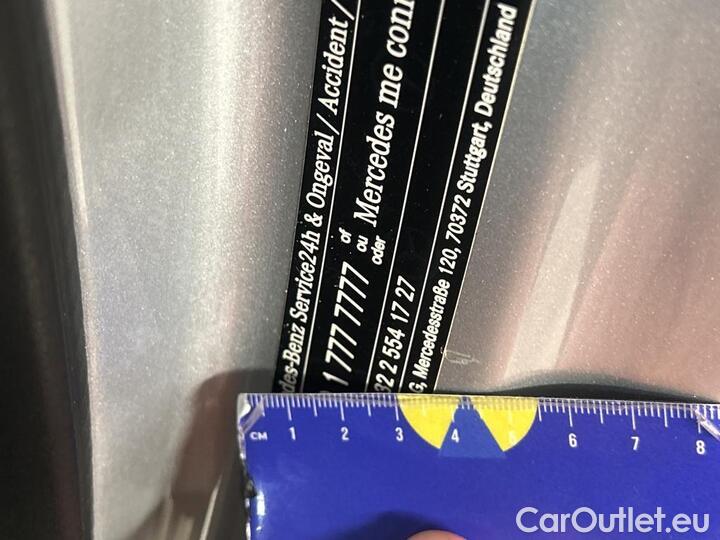 des-Benz Service24h & Ongeval / Accident /
1 777 7777
of
ou
oder
Mercedes me con
32 2 554 17 27
G, Mercedesstraße 120, 70372 Stuttgart, Deutschland
CM 1 2 3 4 5 6 7 8
CarOutlet.eu